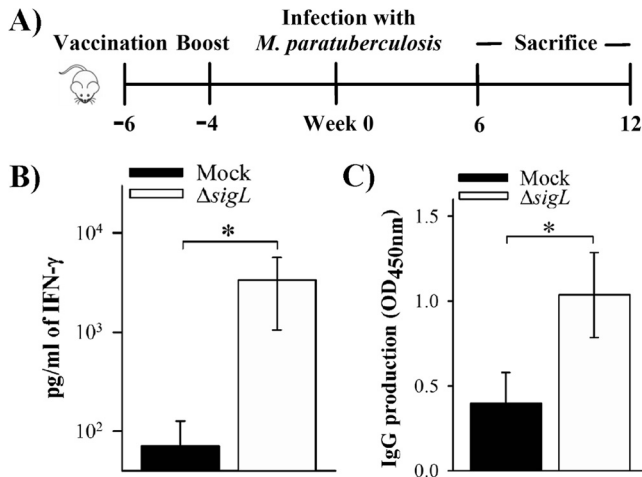 A)
Infection with
Vaccination Boost M. paratuberculosis Sacrifice
-6 -4 Week 0 6 12
B)
Mock
ΔsigL
*
pg/ml of IFN-γ
10⁴
10³
10²
C)
Mock
ΔsigL
*
IgG production (OD450nm)
1.5
1.0
0.5
0.0